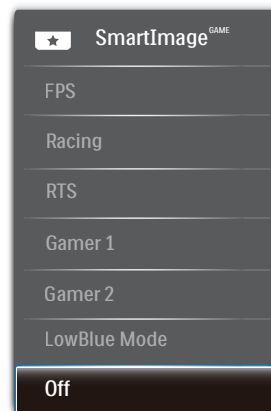 SmartImage GAME
FPS
Racing
RTS
Gamer 1
Gamer 2
LowBlue Mode
Off